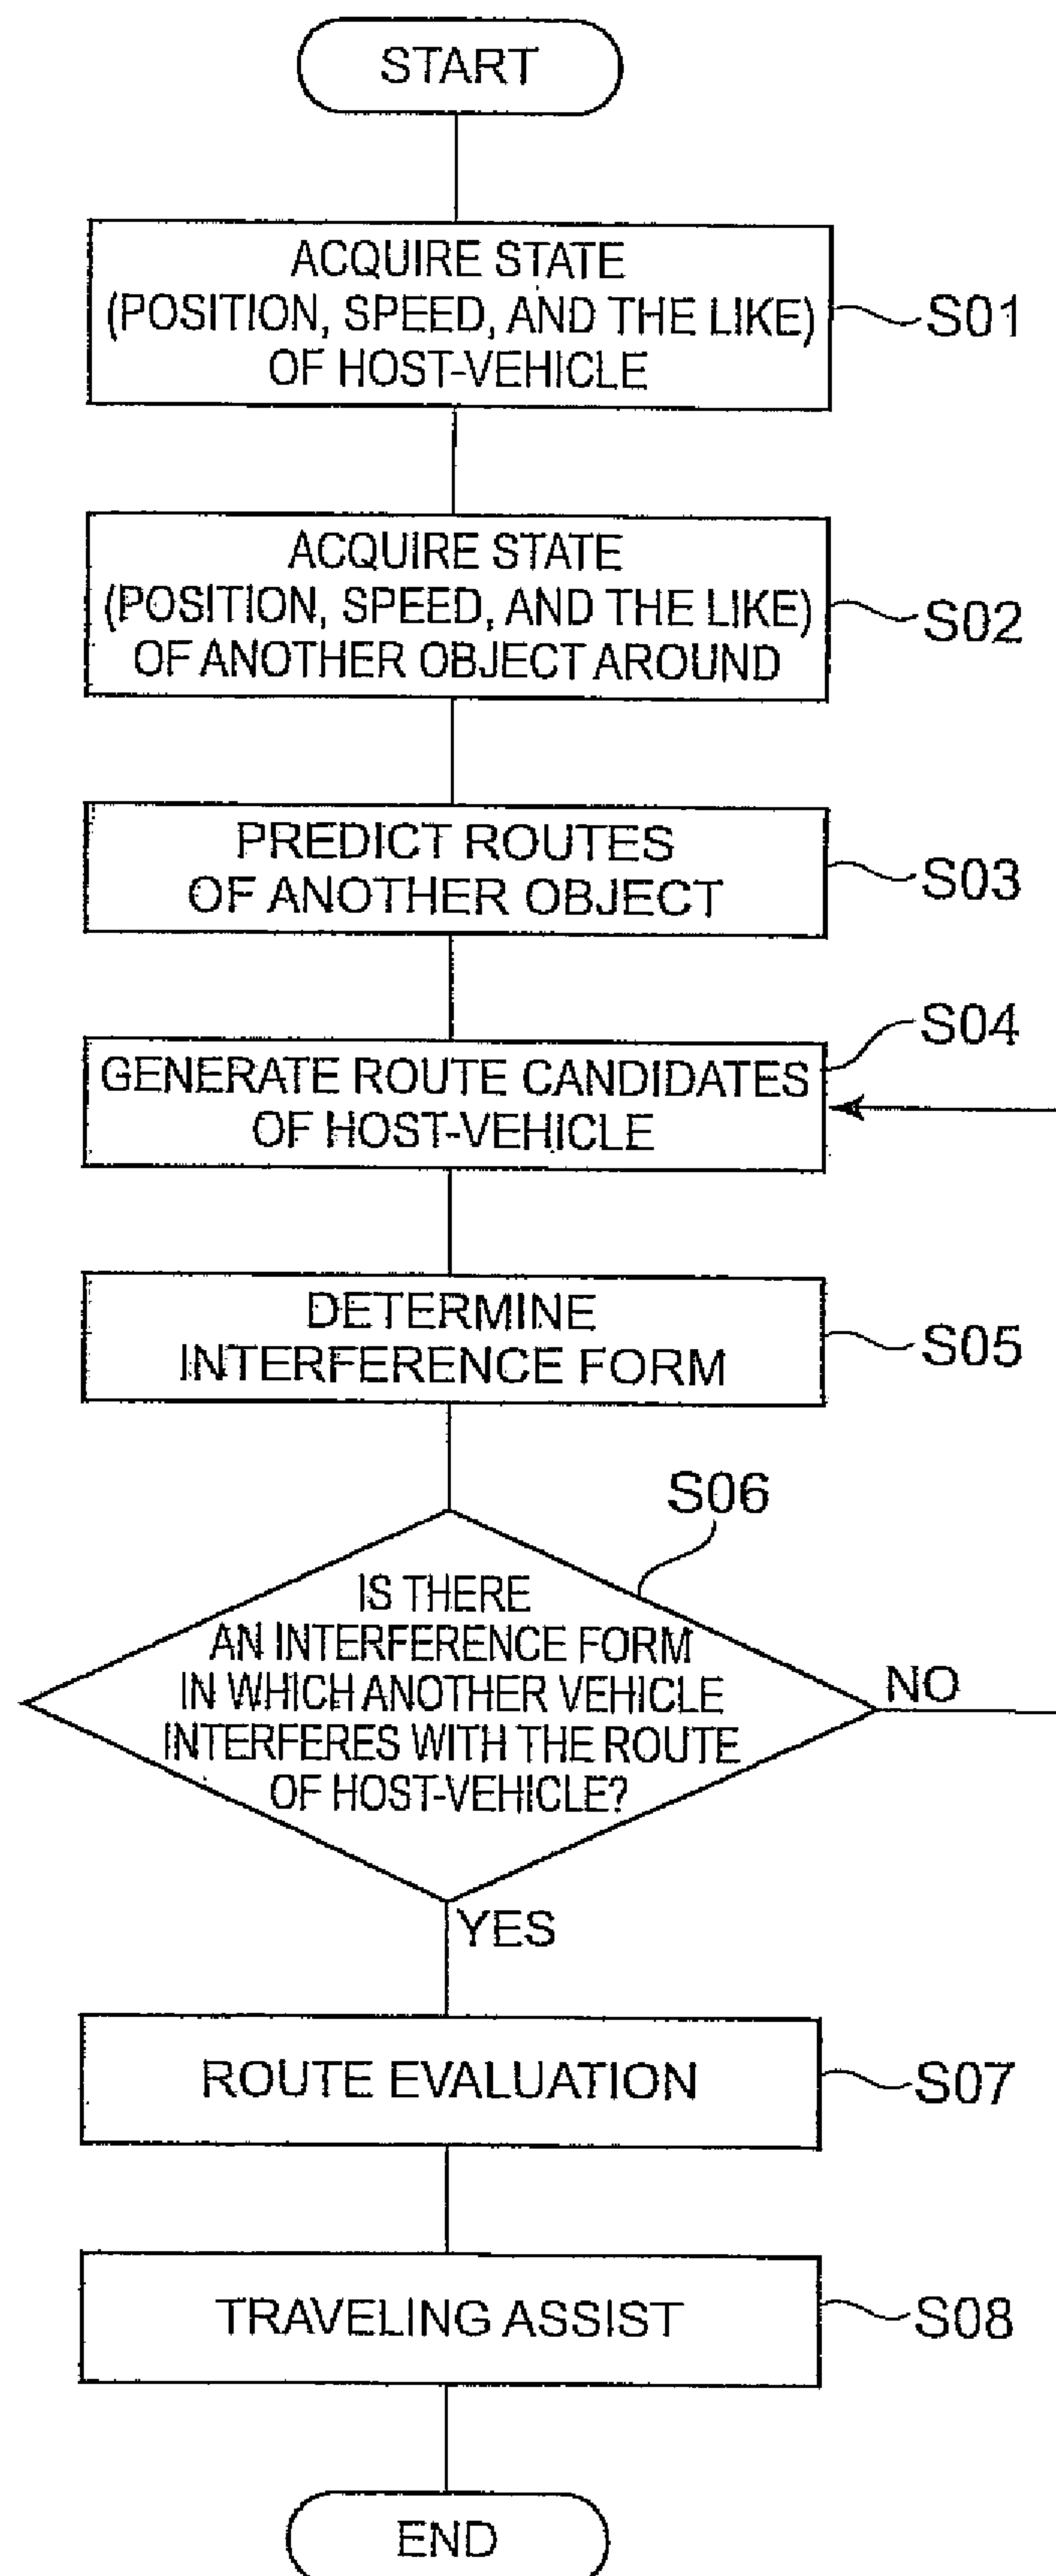 START
ACQUIRE STATE
(POSITION, SPEED, AND THE LIKE)
OF HOST-VEHICLE
S01
ACQUIRE STATE
(POSITION, SPEED, AND THE LIKE)
OF ANOTHER OBJECT AROUND
S02
PREDICT ROUTES
OF ANOTHER OBJECT
S03
GENERATE ROUTE CANDIDATES
OF HOST-VEHICLE
S04
DETERMINE
INTERFERENCE FORM
S05
S06
IS THERE
AN INTERFERENCE FORM
IN WHICH ANOTHER VEHICLE
INTERFERES WITH THE ROUTE
OF HOST-VEHICLE?
NO
YES
ROUTE EVALUATION
S07
TRAVELING ASSIST
S08
END